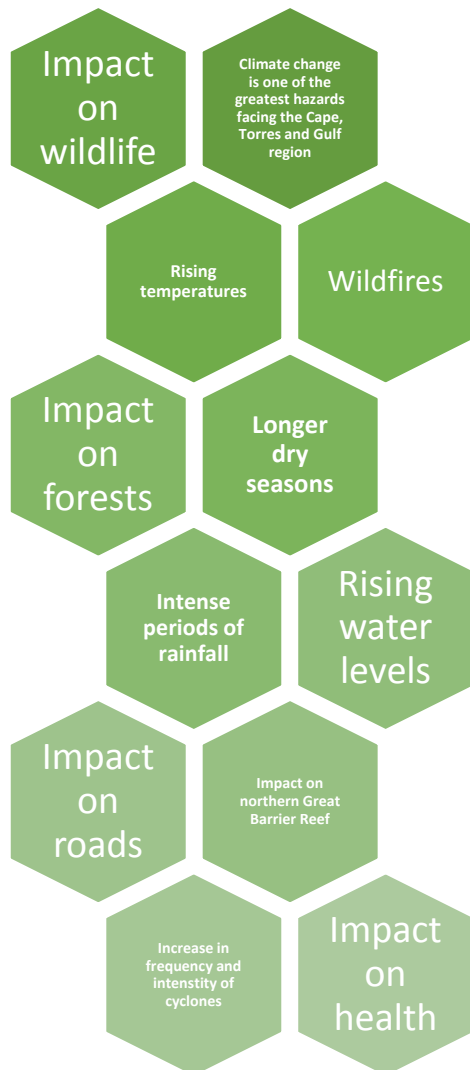 Impact
on
wildlife
Climate change
is one of the
greatest hazards
facing the Cape,
Torres and Gulf
region
Rising
temperatures
Wildfires
Impact
on
forests
Longer
dry
seasons
Intense
periods of
rainfall
Rising
water
levels
Impact
on
roads
Impact on
northern Great
Barrier Reef
Increase in
frequency and
intenstity of
cyclones
Impact
on
health